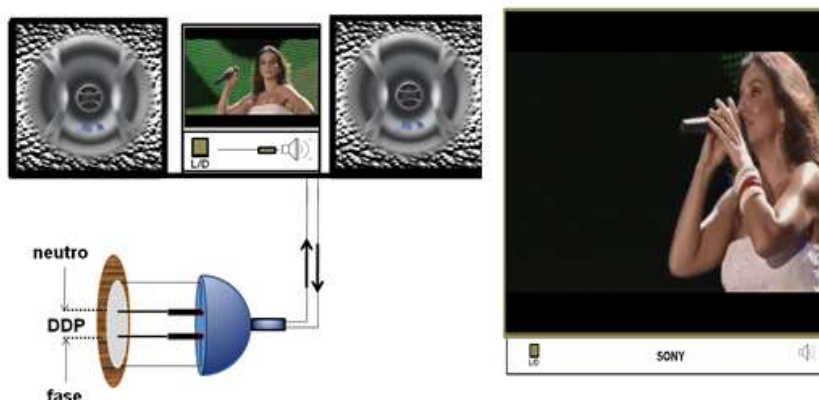 L/D
neutro
DDP
fase
L/D
SONY